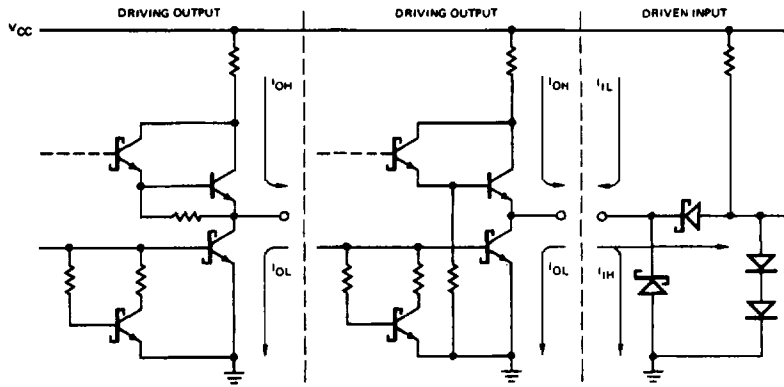 DRIVING OUTPUT
DRIVING OUTPUT
DRIVEN INPUT
VCC
IOH
IOH
IIL
IOL
IOL
IIH